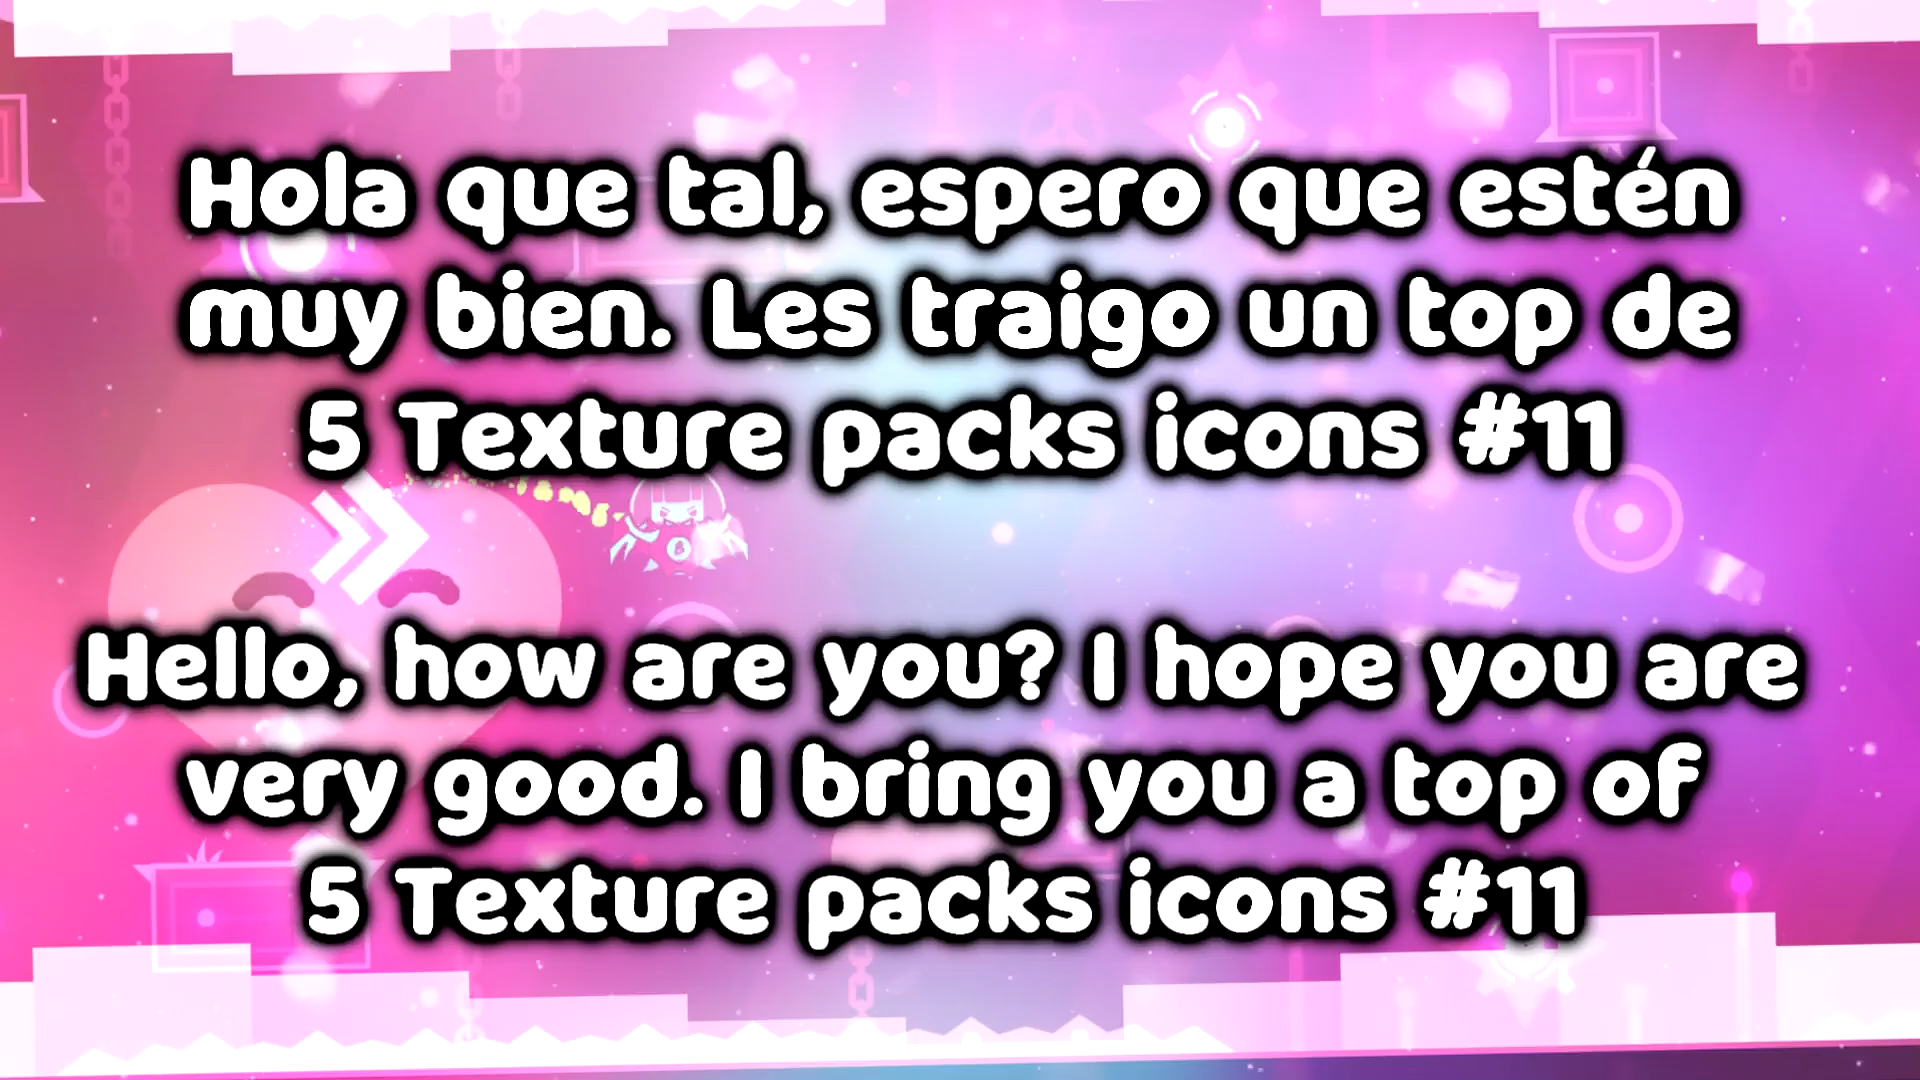 Hola que tal, espero que estén
muy bien. Les traigo un top de
5 Texture packs icons #11
Hello, how are you? I hope you are
very good. I bring you a top of
5 Texture packs icons #11